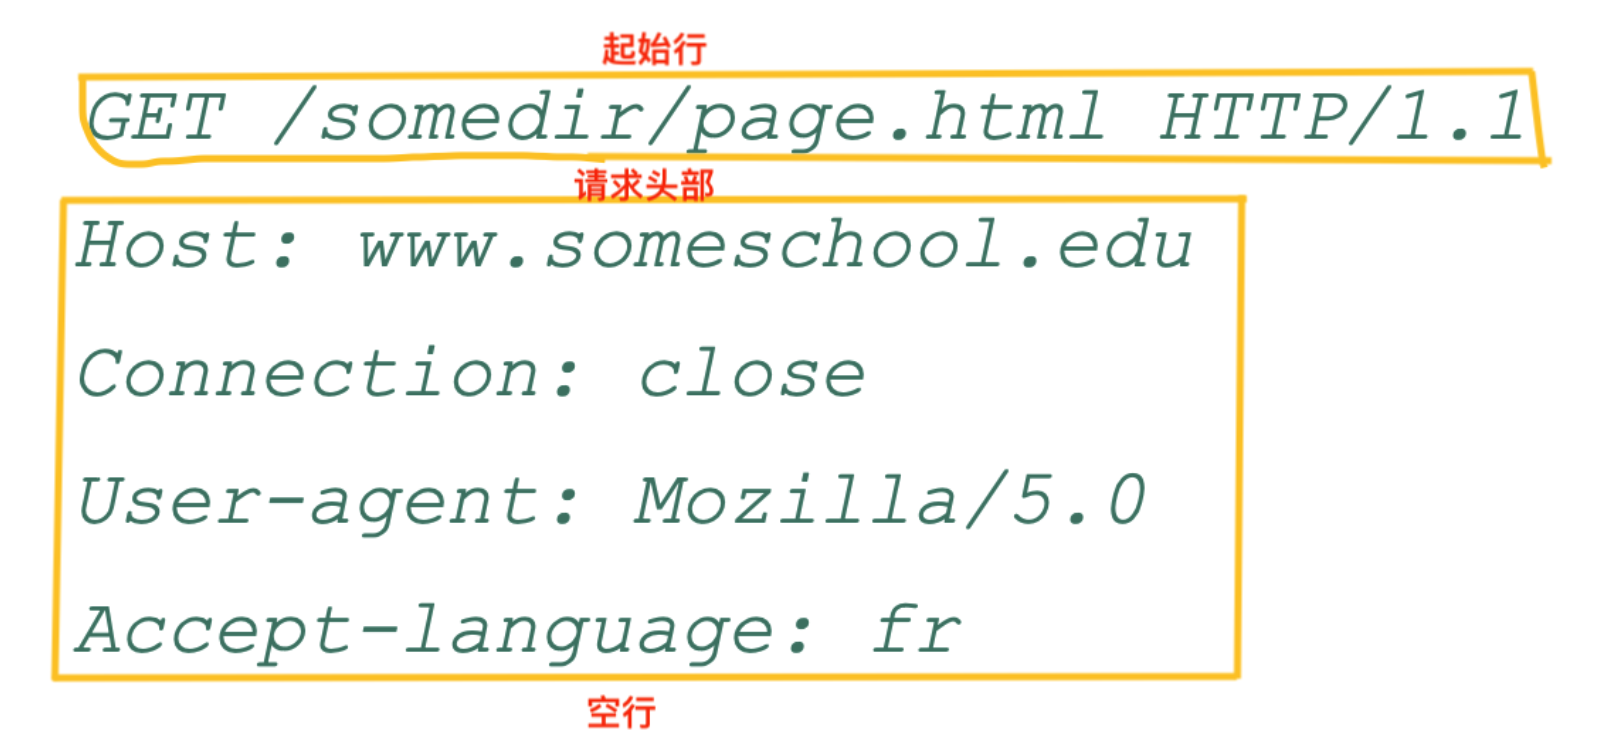 起始行
GET /somedir/page.html HTTP/1.1
请求头部
Host: www.someschool.edu
Connection: close
User-agent: Mozilla/5.0
Accept-language: fr
空行